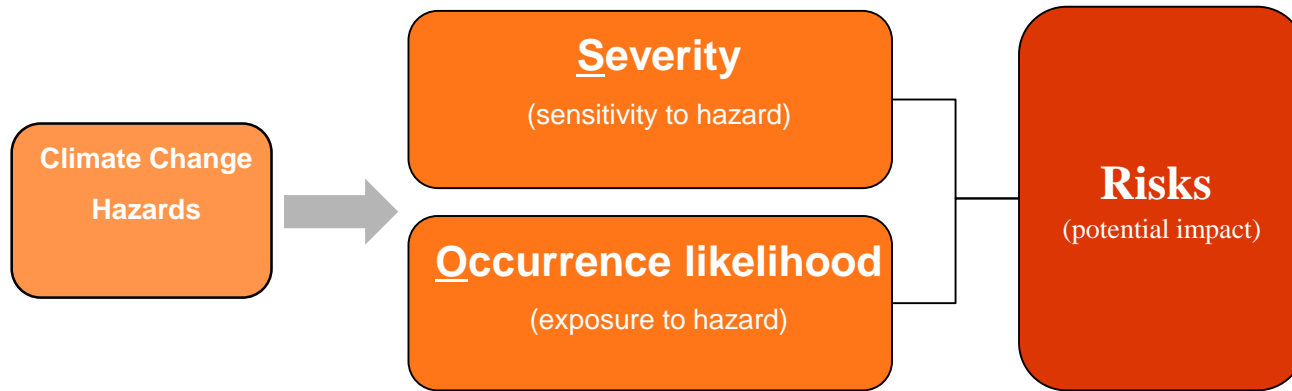 Climate Change
Hazards
Severity
(sensitivity to hazard)
Occurrence likelihood
(exposure to hazard)
Risks
(potential impact)